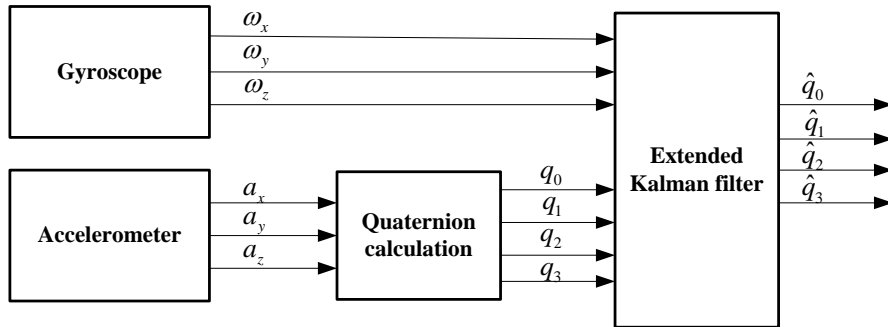 Gyroscope
ω_x
ω_y
ω_z
Accelerometer
a_x
a_y
a_z
Quaternion
calculation
q_0
q_1
q_2
q_3
Extended
Kalman filter
q̂_0
q̂_1
q̂_2
q̂_3